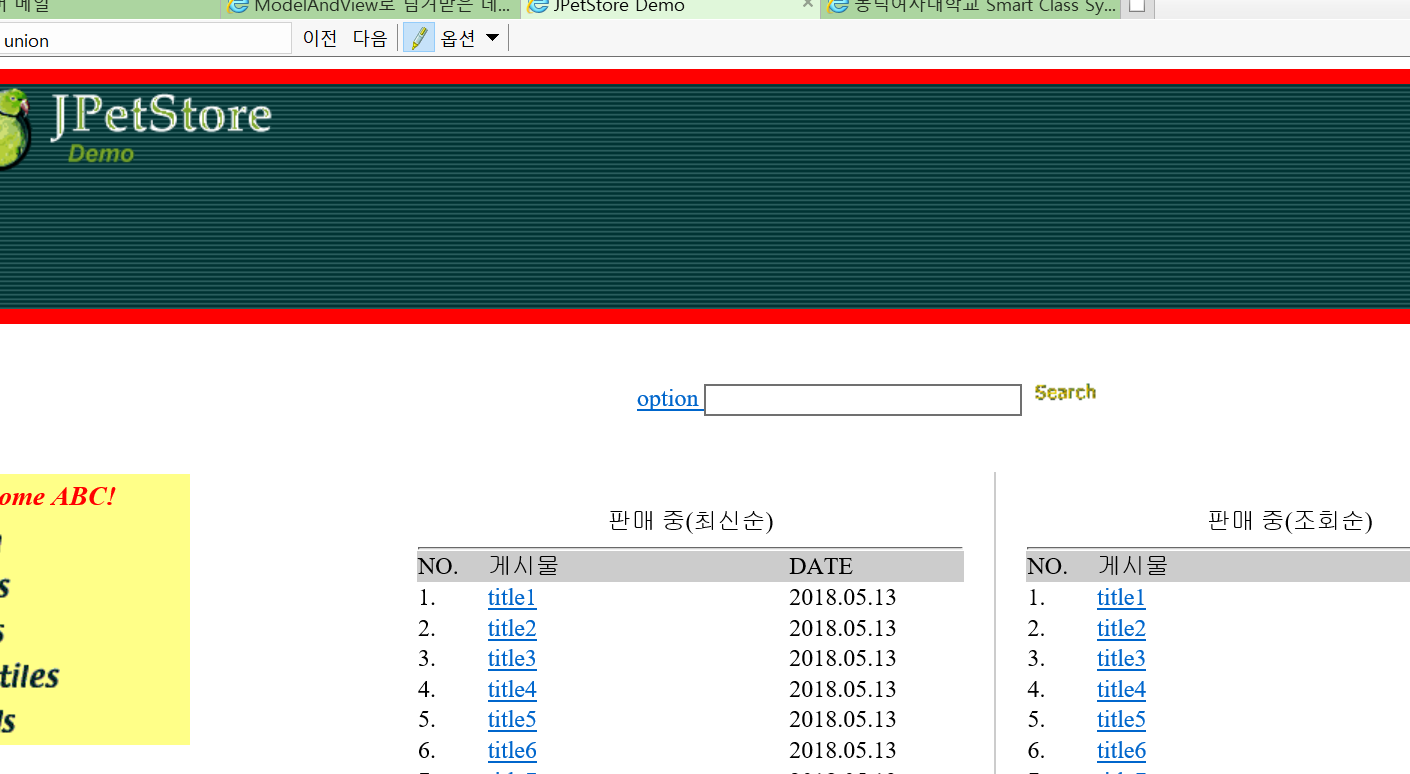 메일
ModelAndView로 넘겨받은 데...
JPetStore Demo
동덕여자대학교 Smart Class Sy...
union 이전 다음 옵션
JPetStore
Demo
option Search
ome ABC!
판매 중(최신순) 판매 중(조회순)
NO. 게시물 DATE NO. 게시물
1. title1 2018.05.13 1. title1
2. title2 2018.05.13 2. title2
3. title3 2018.05.13 3. title3
tiles 4. title4 2018.05.13 4. title4
5. title5 2018.05.13 5. title5
6. title6 2018.05.13 6. title6